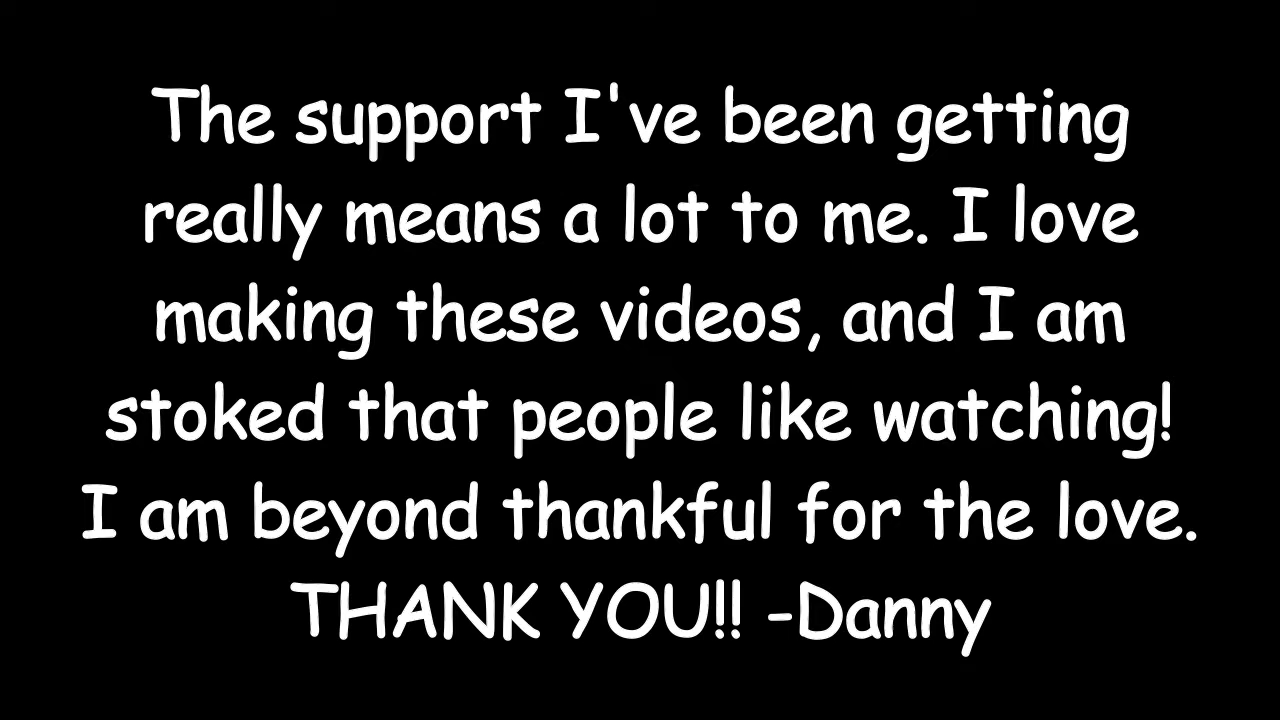 The support I've been getting
really means a lot to me. I love
making these videos, and I am
stoked that people like watching!
I am beyond thankful for the love.
THANK YOU!! -Danny